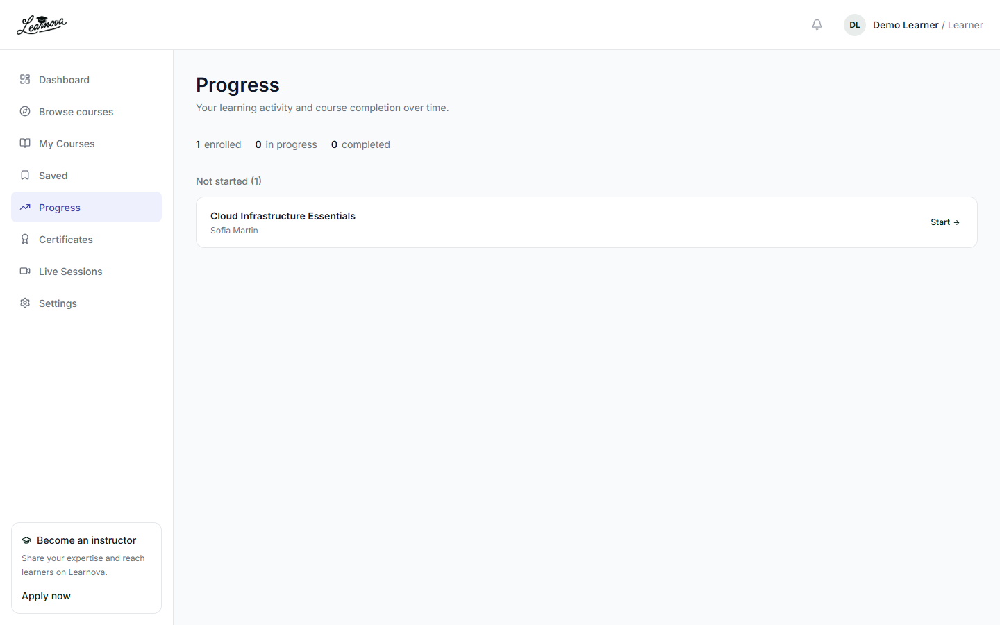 Learnova
DL
Demo Learner / Learner
Dashboard
Browse courses
My Courses
Saved
Progress
Certificates
Live Sessions
Settings
Become an instructor
Share your expertise and reach
learners on Learnova.
Apply now
Progress
Your learning activity and course completion over time.
1 enrolled 0 in progress 0 completed
Not started (1)
Cloud Infrastructure Essentials
Sofia Martin
Start →